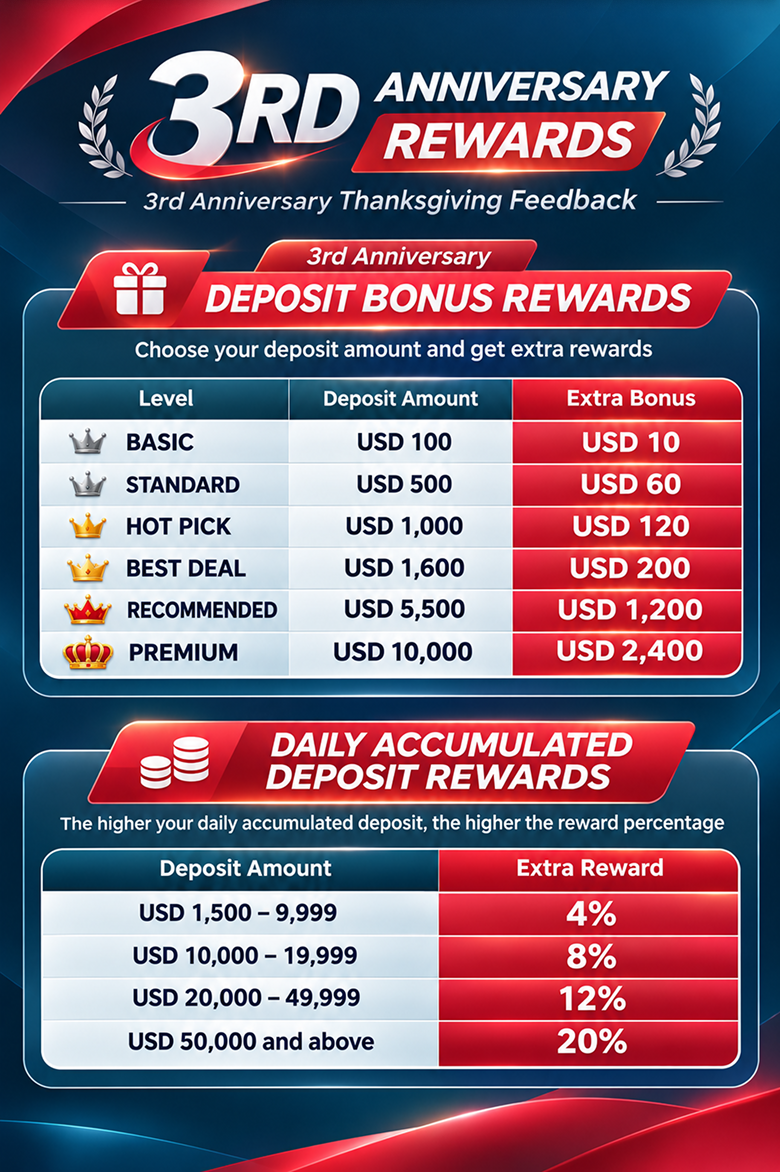 3RD ANNIVERSARY
REWARDS
3rd Anniversary Thanksgiving Feedback
3rd Anniversary
DEPOSIT BONUS REWARDS
Choose your deposit amount and get extra rewards
Level Deposit Amount Extra Bonus
BASIC USD 100 USD 10
STANDARD USD 500 USD 60
HOT PICK USD 1,000 USD 120
BEST DEAL USD 1,600 USD 200
RECOMMENDED USD 5,500 USD 1,200
PREMIUM USD 10,000 USD 2,400
DAILY ACCUMULATED
DEPOSIT REWARDS
The higher your daily accumulated deposit, the higher the reward percentage
Deposit Amount Extra Reward
USD 1,500 – 9,999 4%
USD 10,000 – 19,999 8%
USD 20,000 – 49,999 12%
USD 50,000 and above 20%